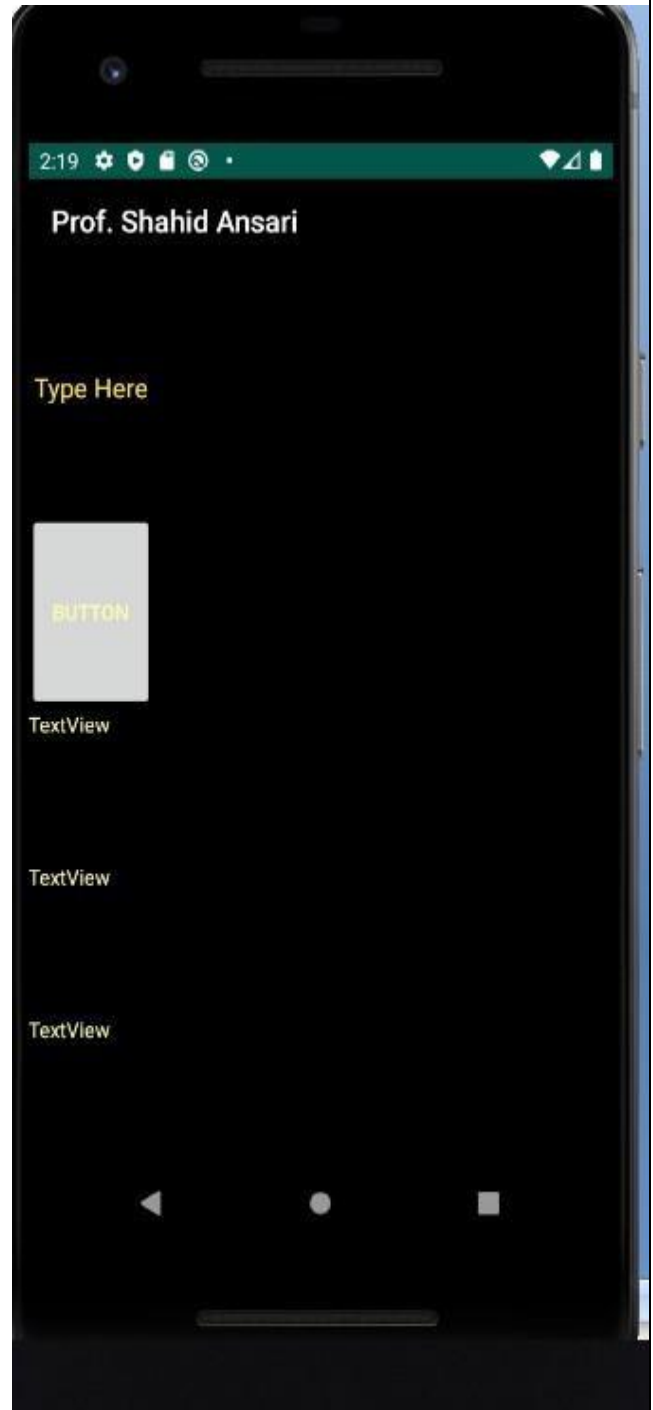 2:19
Prof. Shahid Ansari
Type Here
BUTTON
TextView
TextView
TextView